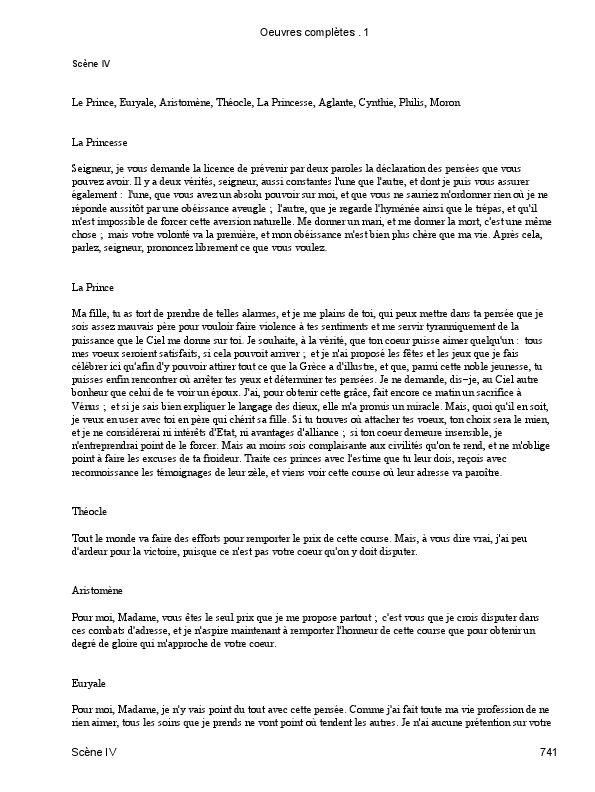 Oeuvres complètes . 1
Scène IV
Le Prince, Euryale, Aristomène, Théocle, La Princesse, Aglante, Cynthie, Philis, Moron
La Princesse
Seigneur, je vous demande la licence de prévenir par deux paroles la déclaration des pensées que vous
pouvez avoir. Il y a deux vérités, seigneur, aussi constantes l'une que l'autre, et dont je puis vous assurer
également : l'une, que vous avez un absolu pouvoir sur moi, et que vous ne sauriez m'ordonner rien où je ne
réponde aussitôt par une obéissance aveugle ; l'autre, que je regarde l'hyménée ainsi que le trépas, et qu'il
m'est impossible de forcer cette aversion naturelle. Me donner un mari, et me donner la mort, c'est une même
chose ; mais votre volonté va la première, et mon obéissance m'est bien plus chère que ma vie. Après cela,
parlez, seigneur, prononcez librement ce que vous voulez.
La Prince
Ma fille, tu as tort de prendre de telles alarmes, et je me plains de toi, qui peux mettre dans ta pensée que je
sois assez mauvais père pour vouloir faire violence à tes sentiments et me servir tyranniquement de la
puissance que le Ciel me donne sur toi. Je souhaite, à la vérité, que ton coeur puisse aimer quelqu'un : tous
mes voeux seroient satisfaits, si cela pouvoit arriver ; et je n'ai proposé les fêtes et les jeux que je fais
célébrer ici qu'afin d'y pouvoir attirer tout ce que la Grèce a d'illustre, et que, parmi cette noble jeunesse, tu
puisses enfin rencontrer où arrêter tes yeux et déterminer tes pensées. Je ne demande, dis-je, au Ciel autre
bonheur que celui de te voir un époux. J'ai, pour obtenir cette grâce, fait encore ce matin un sacrifice à
Vénus ; et si je sais bien expliquer le langage des dieux, elle m'a promis un miracle. Mais, quoi qu'il en soit,
je veux en user avec toi en père qui chérit sa fille. Si tu trouves où attacher tes voeux, ton choix sera le mien,
et je ne considérerai ni intérêts d'Etat, ni avantages d'alliance ; si ton coeur demeure insensible, je
n'entreprendrai point de le forcer. Mais au moins sois complaisante aux civilités qu'on te rend, et ne m'oblige
point à faire les excuses de ta froideur. Traite ces princes avec l'estime que tu leur dois, reçois avec
reconnoissance les témoignages de leur zèle, et viens voir cette course où leur adresse va paroître.
Théocle
Tout le monde va faire des efforts pour remporter le prix de cette course. Mais, à vous dire vrai, j'ai peu
d'ardeur pour la victoire, puisque ce n'est pas votre coeur qu'on y doit disputer.
Aristomène
Pour moi, Madame, vous êtes le seul prix que je me propose partout ; c'est vous que je crois disputer dans
ces combats d'adresse, et je n'aspire maintenant à remporter l'honneur de cette course que pour obtenir un
degré de gloire qui m'approche de votre coeur.
Euryale
Pour moi, Madame, je n'y vais point du tout avec cette pensée. Comme j'ai fait toute ma vie profession de ne
rien aimer, tous les soins que je prends ne vont point où tendent les autres. Je n'ai aucune prétention sur votre
Scène IV 741